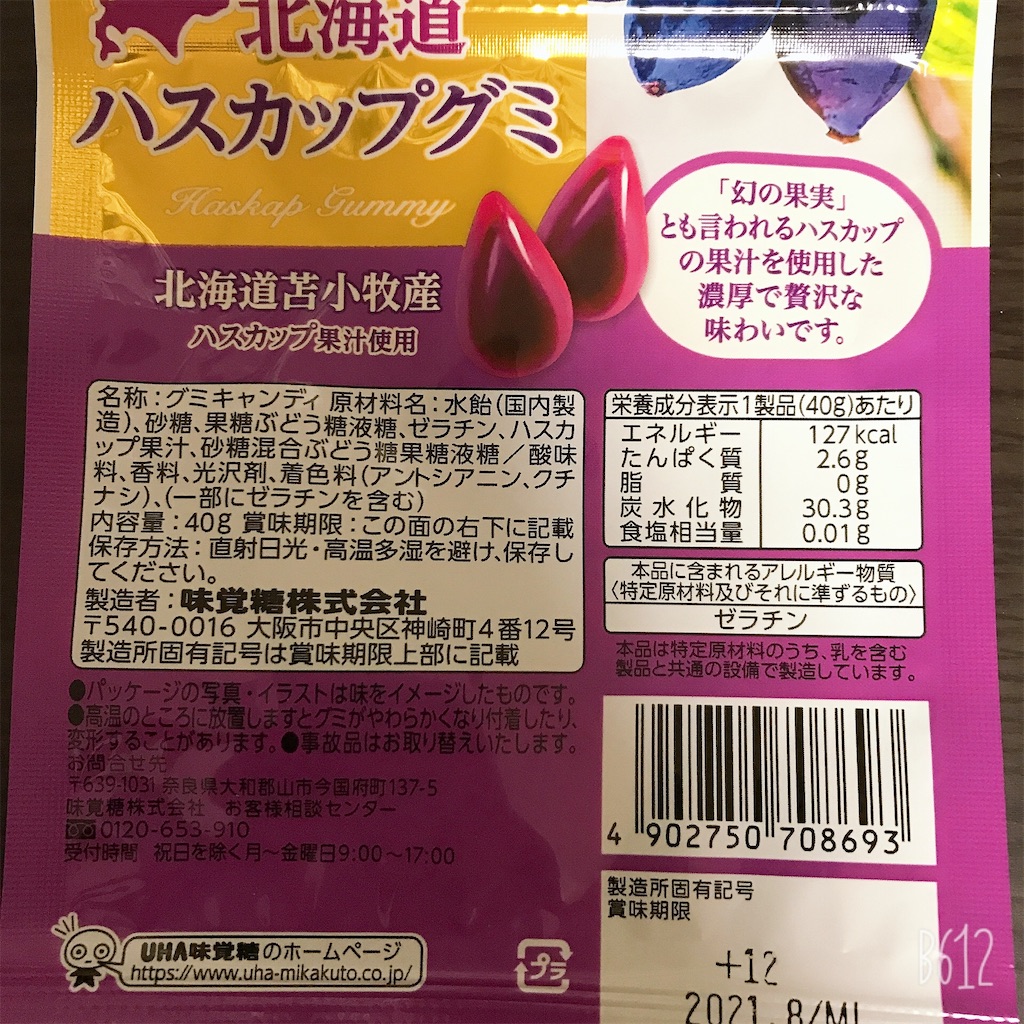 北海道
ハスカップグミ
Haskap Gummy
「幻の果実」
とも言われるハスカップ
の果汁を使用した
濃厚で贅沢な
味わいです。
北海道苫小牧産
ハスカップ果汁使用
名称：グミキャンディ 原材料名：水飴(国内製
造)、砂糖、果糖ぶどう糖液糖、ゼラチン、ハスカ
ップ果汁、砂糖混合ぶどう糖果糖液糖／酸味
料、香料、光沢剤、着色料(アントシアニン、クチ
ナシ)、(一部にゼラチンを含む)
内容量：40g 賞味期限：この面の右下に記載
保存方法：直射日光・高温多湿を避け、保存し
てください。
製造者：味覚糖株式会社
〒540-0016 大阪市中央区神崎町4番12号
製造所固有記号は賞味期限上部に記載
栄養成分表示1製品(40g)あたり
エネルギー 127kcal
たんぱく質 2.6g
脂質 0g
炭水化物 30.3g
食塩相当量 0.01g
本品に含まれるアレルギー物質
〈特定原材料及びそれに準ずるもの〉
ゼラチン
本品は特定原材料のうち、乳を含む
製品と共通の設備で製造しています。
●パッケージの写真・イラストは味をイメージしたものです。
●高温のところに放置しますとグミがやわらかくなり付着したり、
変形することがあります。●事故品はお取り替えいたします。
お問合せ先
〒639-1031 奈良県大和郡山市今国府町137-5
味覚糖株式会社 お客様相談センター
0120-653-910
受付時間 祝日を除く月～金曜日9:00～17:00
4 902750 708693
製造所固有記号
賞味期限
+12
2021.8/ML
UHA味覚糖のホームページ
https://www.uha-mikakuto.co.jp/
プラ
B612